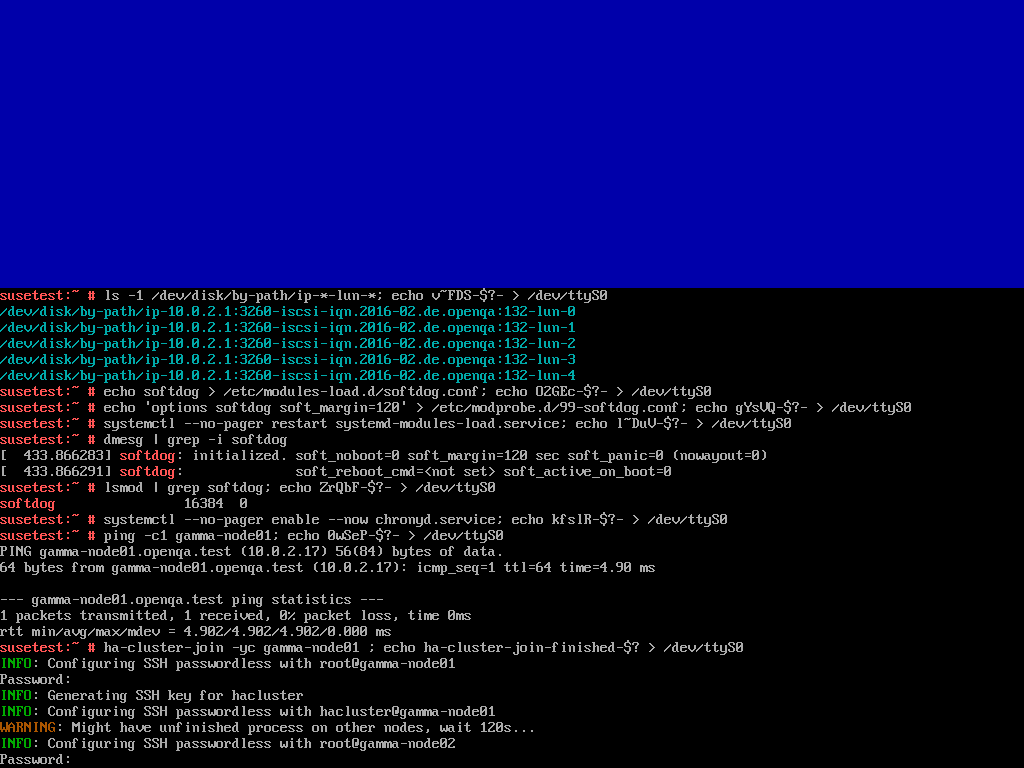 susetest:~ # ls -1 /dev/disk/by-path/ip-*-lun-*; echo v~FDS-$?- > /dev/ttyS0
/dev/disk/by-path/ip-10.0.2.1:3260-iscsi-iqn.2016-02.de.openqa:132-lun-0
/dev/disk/by-path/ip-10.0.2.1:3260-iscsi-iqn.2016-02.de.openqa:132-lun-1
/dev/disk/by-path/ip-10.0.2.1:3260-iscsi-iqn.2016-02.de.openqa:132-lun-2
/dev/disk/by-path/ip-10.0.2.1:3260-iscsi-iqn.2016-02.de.openqa:132-lun-3
/dev/disk/by-path/ip-10.0.2.1:3260-iscsi-iqn.2016-02.de.openqa:132-lun-4
susetest:~ # echo softdog > /etc/modules-load.d/softdog.conf; echo O2GEc-$?- > /dev/ttyS0
susetest:~ # echo 'options softdog soft_margin=120' > /etc/modprobe.d/99-softdog.conf; echo gYsVQ-$?- > /dev/ttyS0
susetest:~ # systemctl --no-pager restart systemd-modules-load.service; echo l~DuV-$?- > /dev/ttyS0
susetest:~ # dmesg | grep -i softdog
[  433.866283] softdog: initialized. soft_noboot=0 soft_margin=120 sec soft_panic=0 (nowayout=0)
[  433.866291] softdog:              soft_reboot_cmd=<not set> soft_active_on_boot=0
susetest:~ # lsmod | grep softdog; echo ZrQbF-$?- > /dev/ttyS0
softdog                16384  0
susetest:~ # systemctl --no-pager enable --now chronyd.service; echo kfslR-$?- > /dev/ttyS0
susetest:~ # ping -c1 gamma-node01; echo 0wSeP-$?- > /dev/ttyS0
PING gamma-node01.openqa.test (10.0.2.17) 56(84) bytes of data.
64 bytes from gamma-node01.openqa.test (10.0.2.17): icmp_seq=1 ttl=64 time=4.90 ms

--- gamma-node01.openqa.test ping statistics ---
1 packets transmitted, 1 received, 0% packet loss, time 0ms
rtt min/avg/max/mdev = 4.902/4.902/4.902/0.000 ms
susetest:~ # ha-cluster-join -yc gamma-node01 ; echo ha-cluster-join-finished-$? > /dev/ttyS0
INFO: Configuring SSH passwordless with root@gamma-node01
Password:
INFO: Generating SSH key for hacluster
INFO: Configuring SSH passwordless with hacluster@gamma-node01
WARNING: Might have unfinished process on other nodes, wait 120s...
INFO: Configuring SSH passwordless with root@gamma-node02
Password: